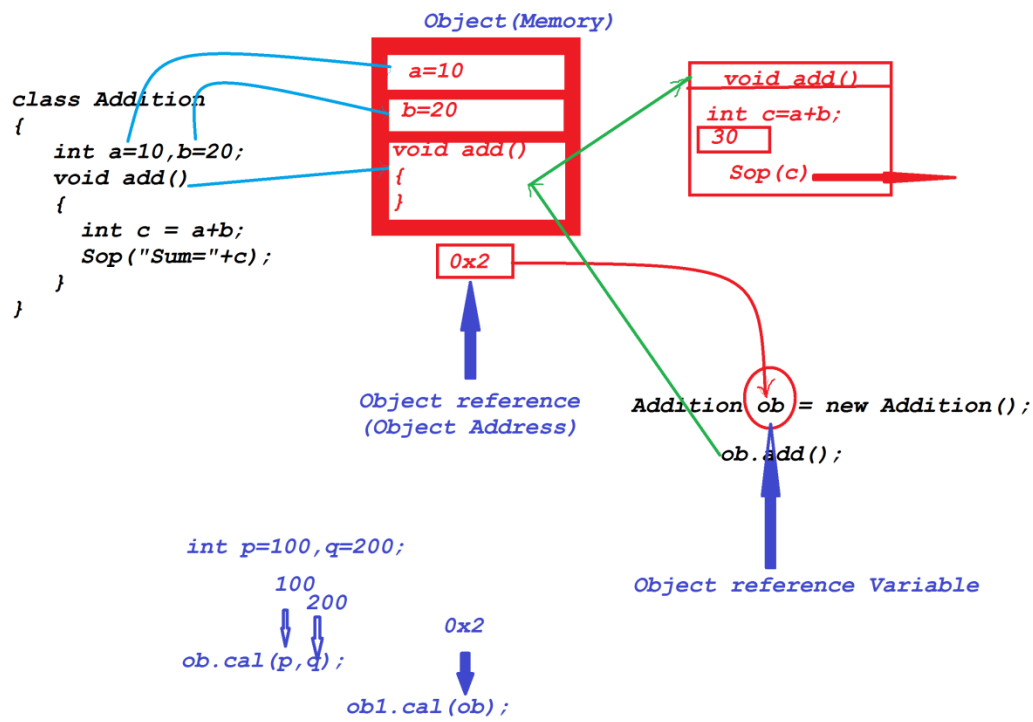 Object(Memory)
class Addition
{
int a=10,b=20;
void add()
{
int c = a+b;
Sop("Sum="+c);
}
}
a=10
b=20
void add()
{
}
0x2
Object reference
(Object Address)
void add()
int c=a+b;
30
Sop(c)
Addition ob = new Addition();
ob.add();
Object reference Variable
int p=100,q=200;
100
200
ob.cal(p,q);
0x2
ob1.cal(ob);